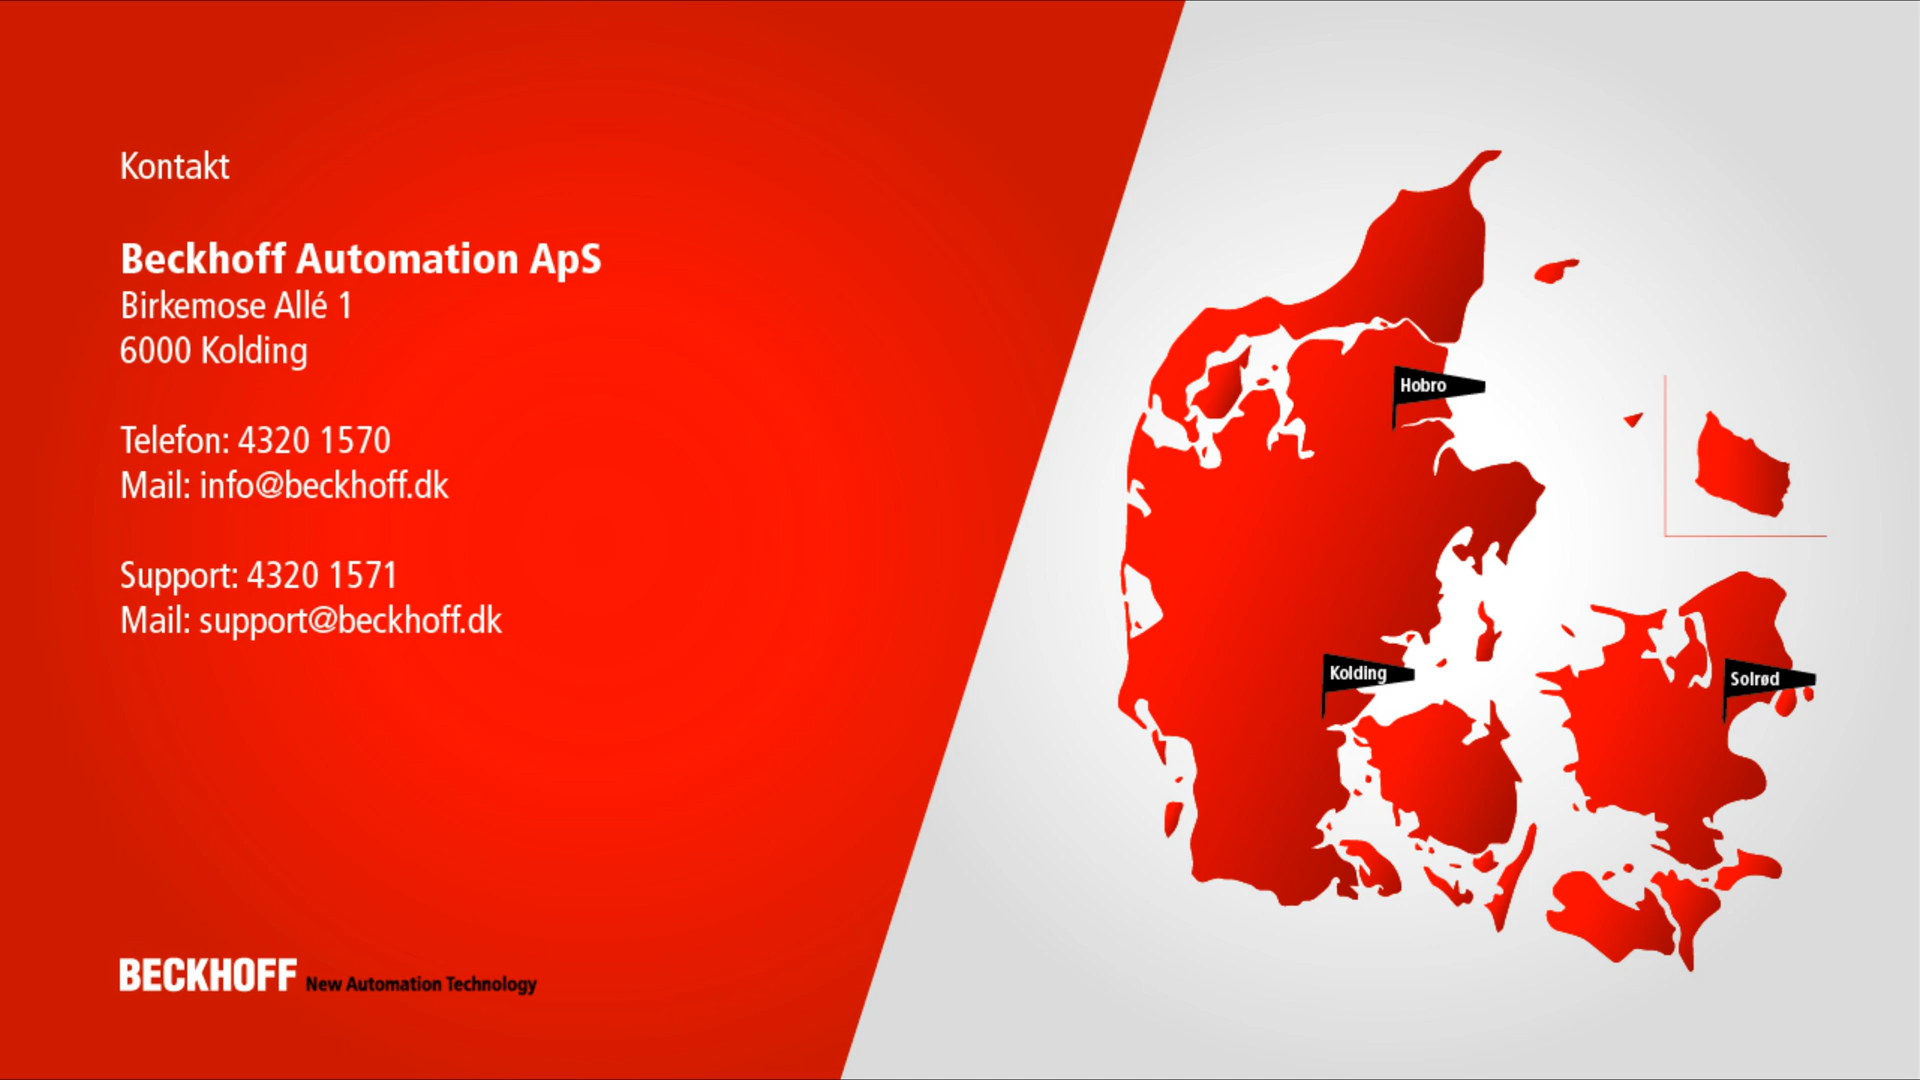 Kontakt
Beckhoff Automation ApS
Birkemose Allé 1
6000 Kolding
Telefon: 4320 1570
Mail: info@beckhoff.dk
Support: 4320 1571
Mail: support@beckhoff.dk
BECKHOFF New Automation Technology
Hobro
Kolding
Solrød